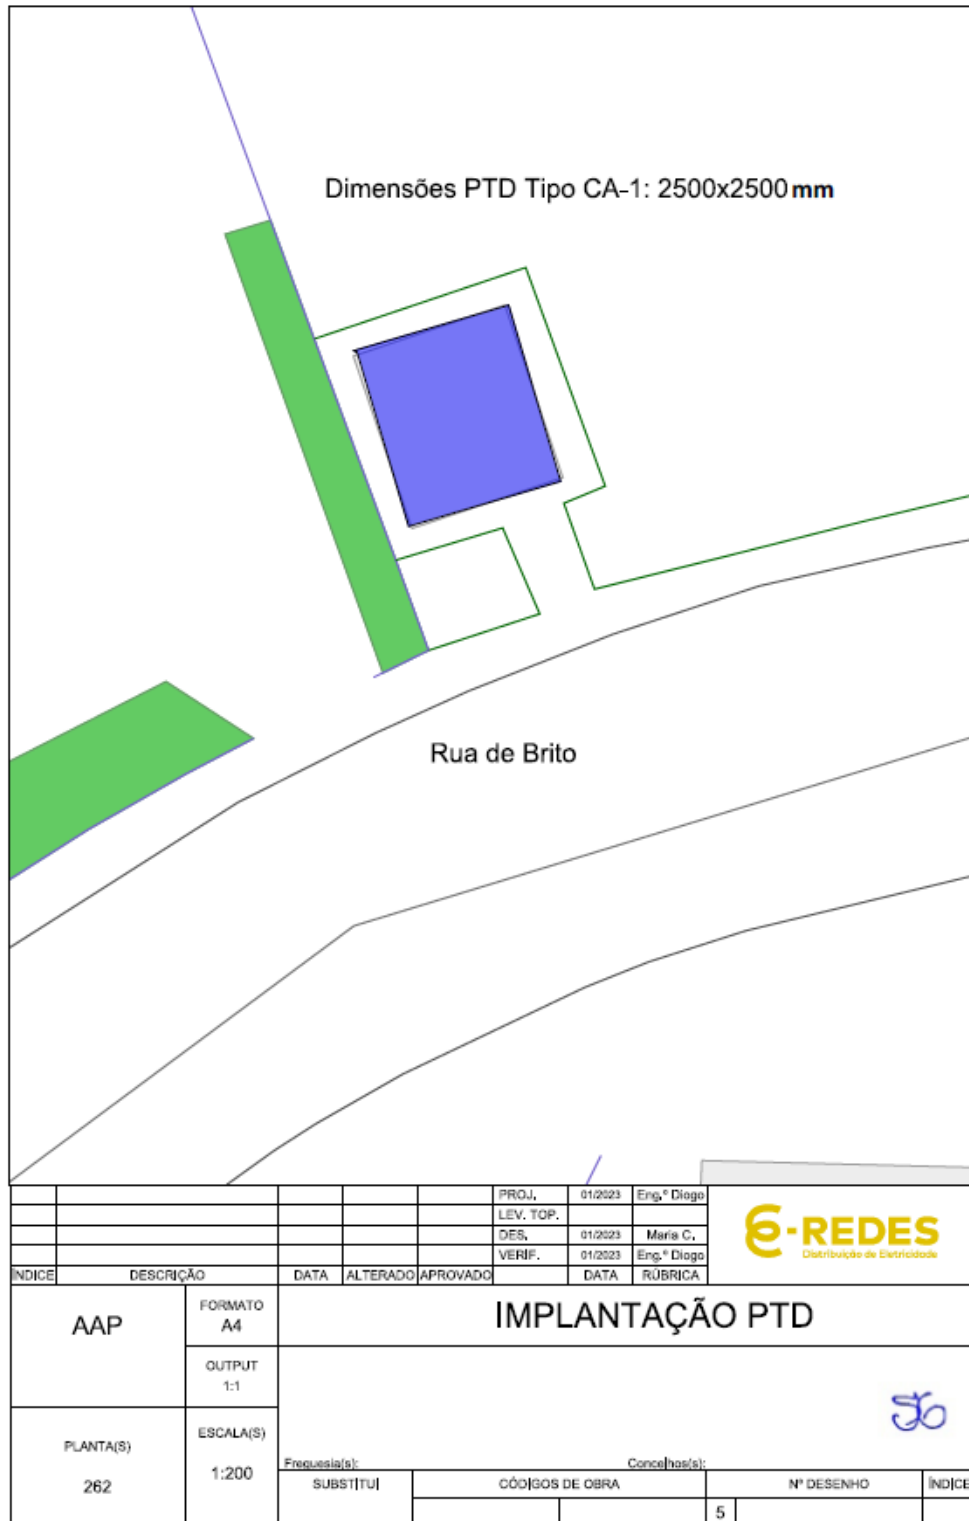 Dimensões PTD Tipo CA-1: 2500x2500 mm
Rua de Brito
PROJ. 01/2023 Eng.º Diogo
LEV. TOP.
DES. 01/2023 Maria C.
VERIF. 01/2023 Eng.º Diogo
ÍNDICE DESCRIÇÃO DATA ALTERADO APROVADO DATA RÚBRICA
E-REDES
Distribuição de Eletricidade
AAP
FORMATO
A4
IMPLANTAÇÃO PTD
OUTPUT
1:1
PLANTA(S)
262
ESCALA(S)
1:200
Freguesia(s): Concelhos(s):
SUBSTITUI CÓDIGOS DE OBRA Nº DESENHO ÍNDICE
5